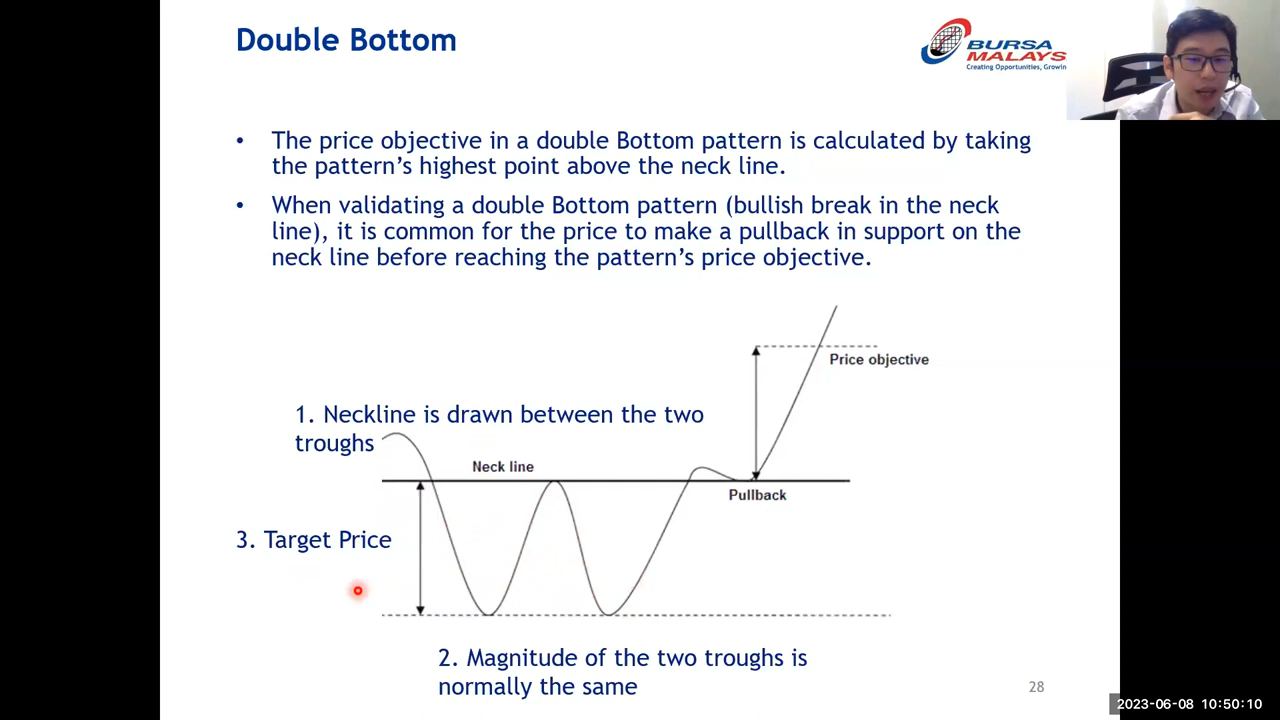 Double Bottom
BURSA
MALAYS
Creating Opportunities, Growin
• The price objective in a double Bottom pattern is calculated by taking
the pattern's highest point above the neck line.
• When validating a double Bottom pattern (bullish break in the neck
line), it is common for the price to make a pullback in support on the
neck line before reaching the pattern's price objective.
Price objective
1. Neckline is drawn between the two
troughs
Neck line
Pullback
3. Target Price
2. Magnitude of the two troughs is
normally the same
28
2023-06-08 10:50:10